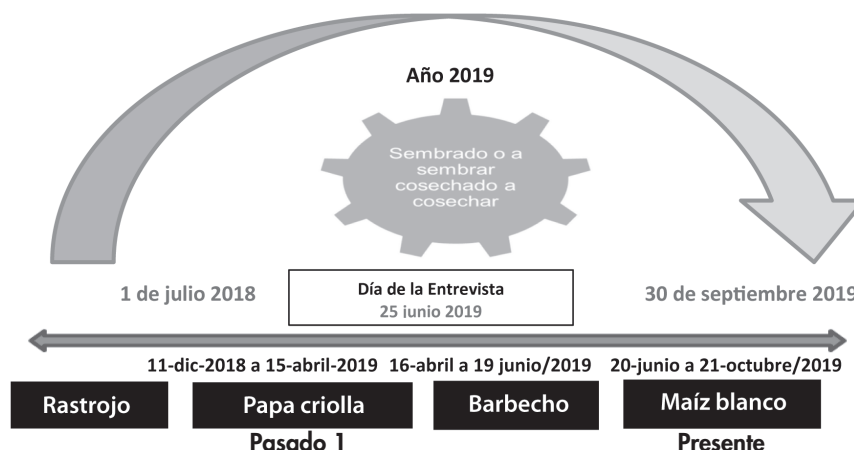 Año 2019
Sembrado o a
sembrar
cosechado a
cosechar
1 de julio 2018
Día de la Entrevista
25 junio 2019
30 de septiembre 2019
11-dic-2018 a 15-abril-2019
16-abril a 19 junio/2019
20-junio a 21-octubre/2019
Rastrojo
Papa criolla
Barbecho
Maíz blanco
Pasado 1
Presente